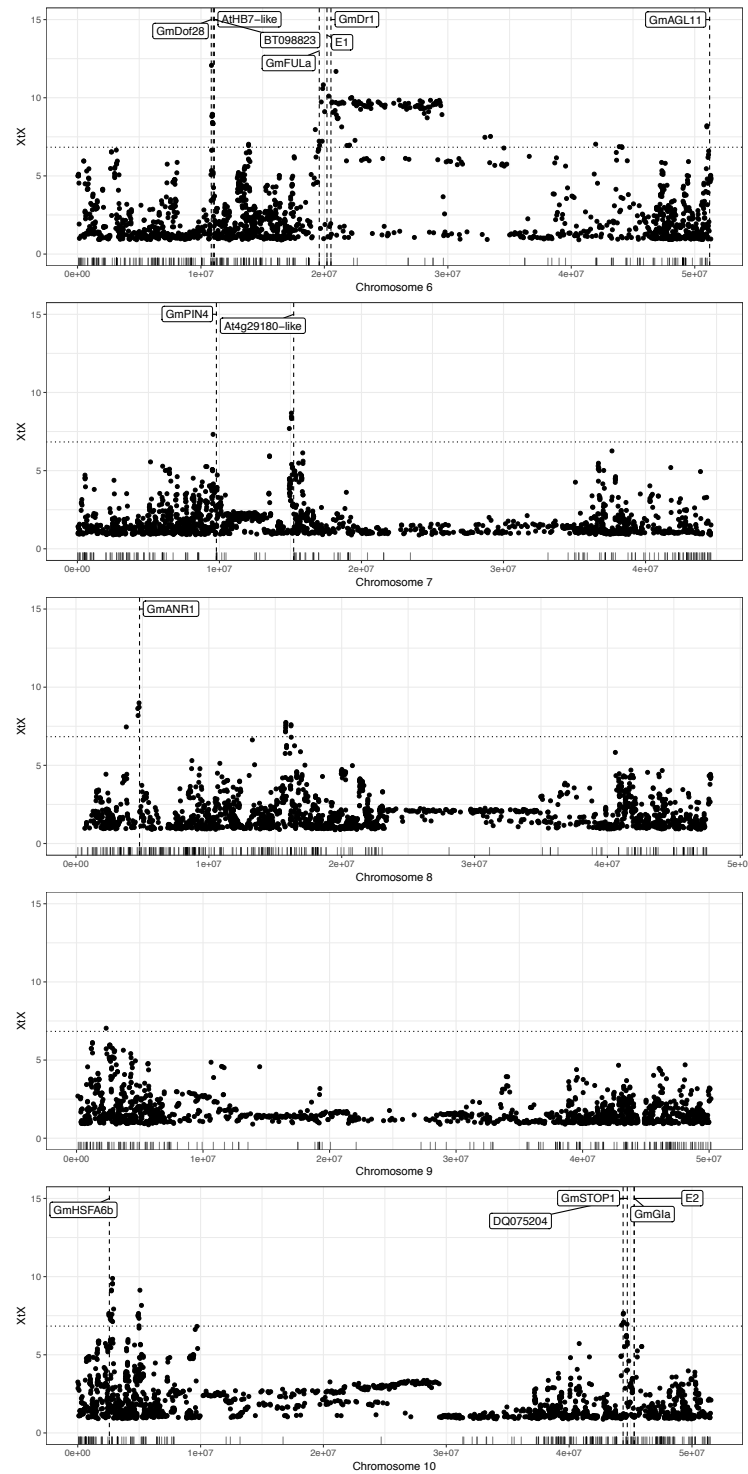 15
10
5
0
XtX
GmDof28
AtHB7−like
BT098823
GmFULa
GmDr1
E1
GmAGL11
0e+00 1e+07 2e+07 3e+07 4e+07 5e+07
Chromosome 6
15
10
5
0
XtX
GmPIN4
At4g29180−like
0e+00 1e+07 2e+07 3e+07 4e+07
Chromosome 7
15
10
5
0
XtX
GmANR1
0e+00 1e+07 2e+07 3e+07 4e+07 5e+0
Chromosome 8
15
10
5
0
XtX
0e+00 1e+07 2e+07 3e+07 4e+07 5e+07
Chromosome 9
15
10
5
0
XtX
GmHSFA6b
GmSTOP1
DQ075204
E2
GmGIa
0e+00 1e+07 2e+07 3e+07 4e+07 5e+07
Chromosome 10